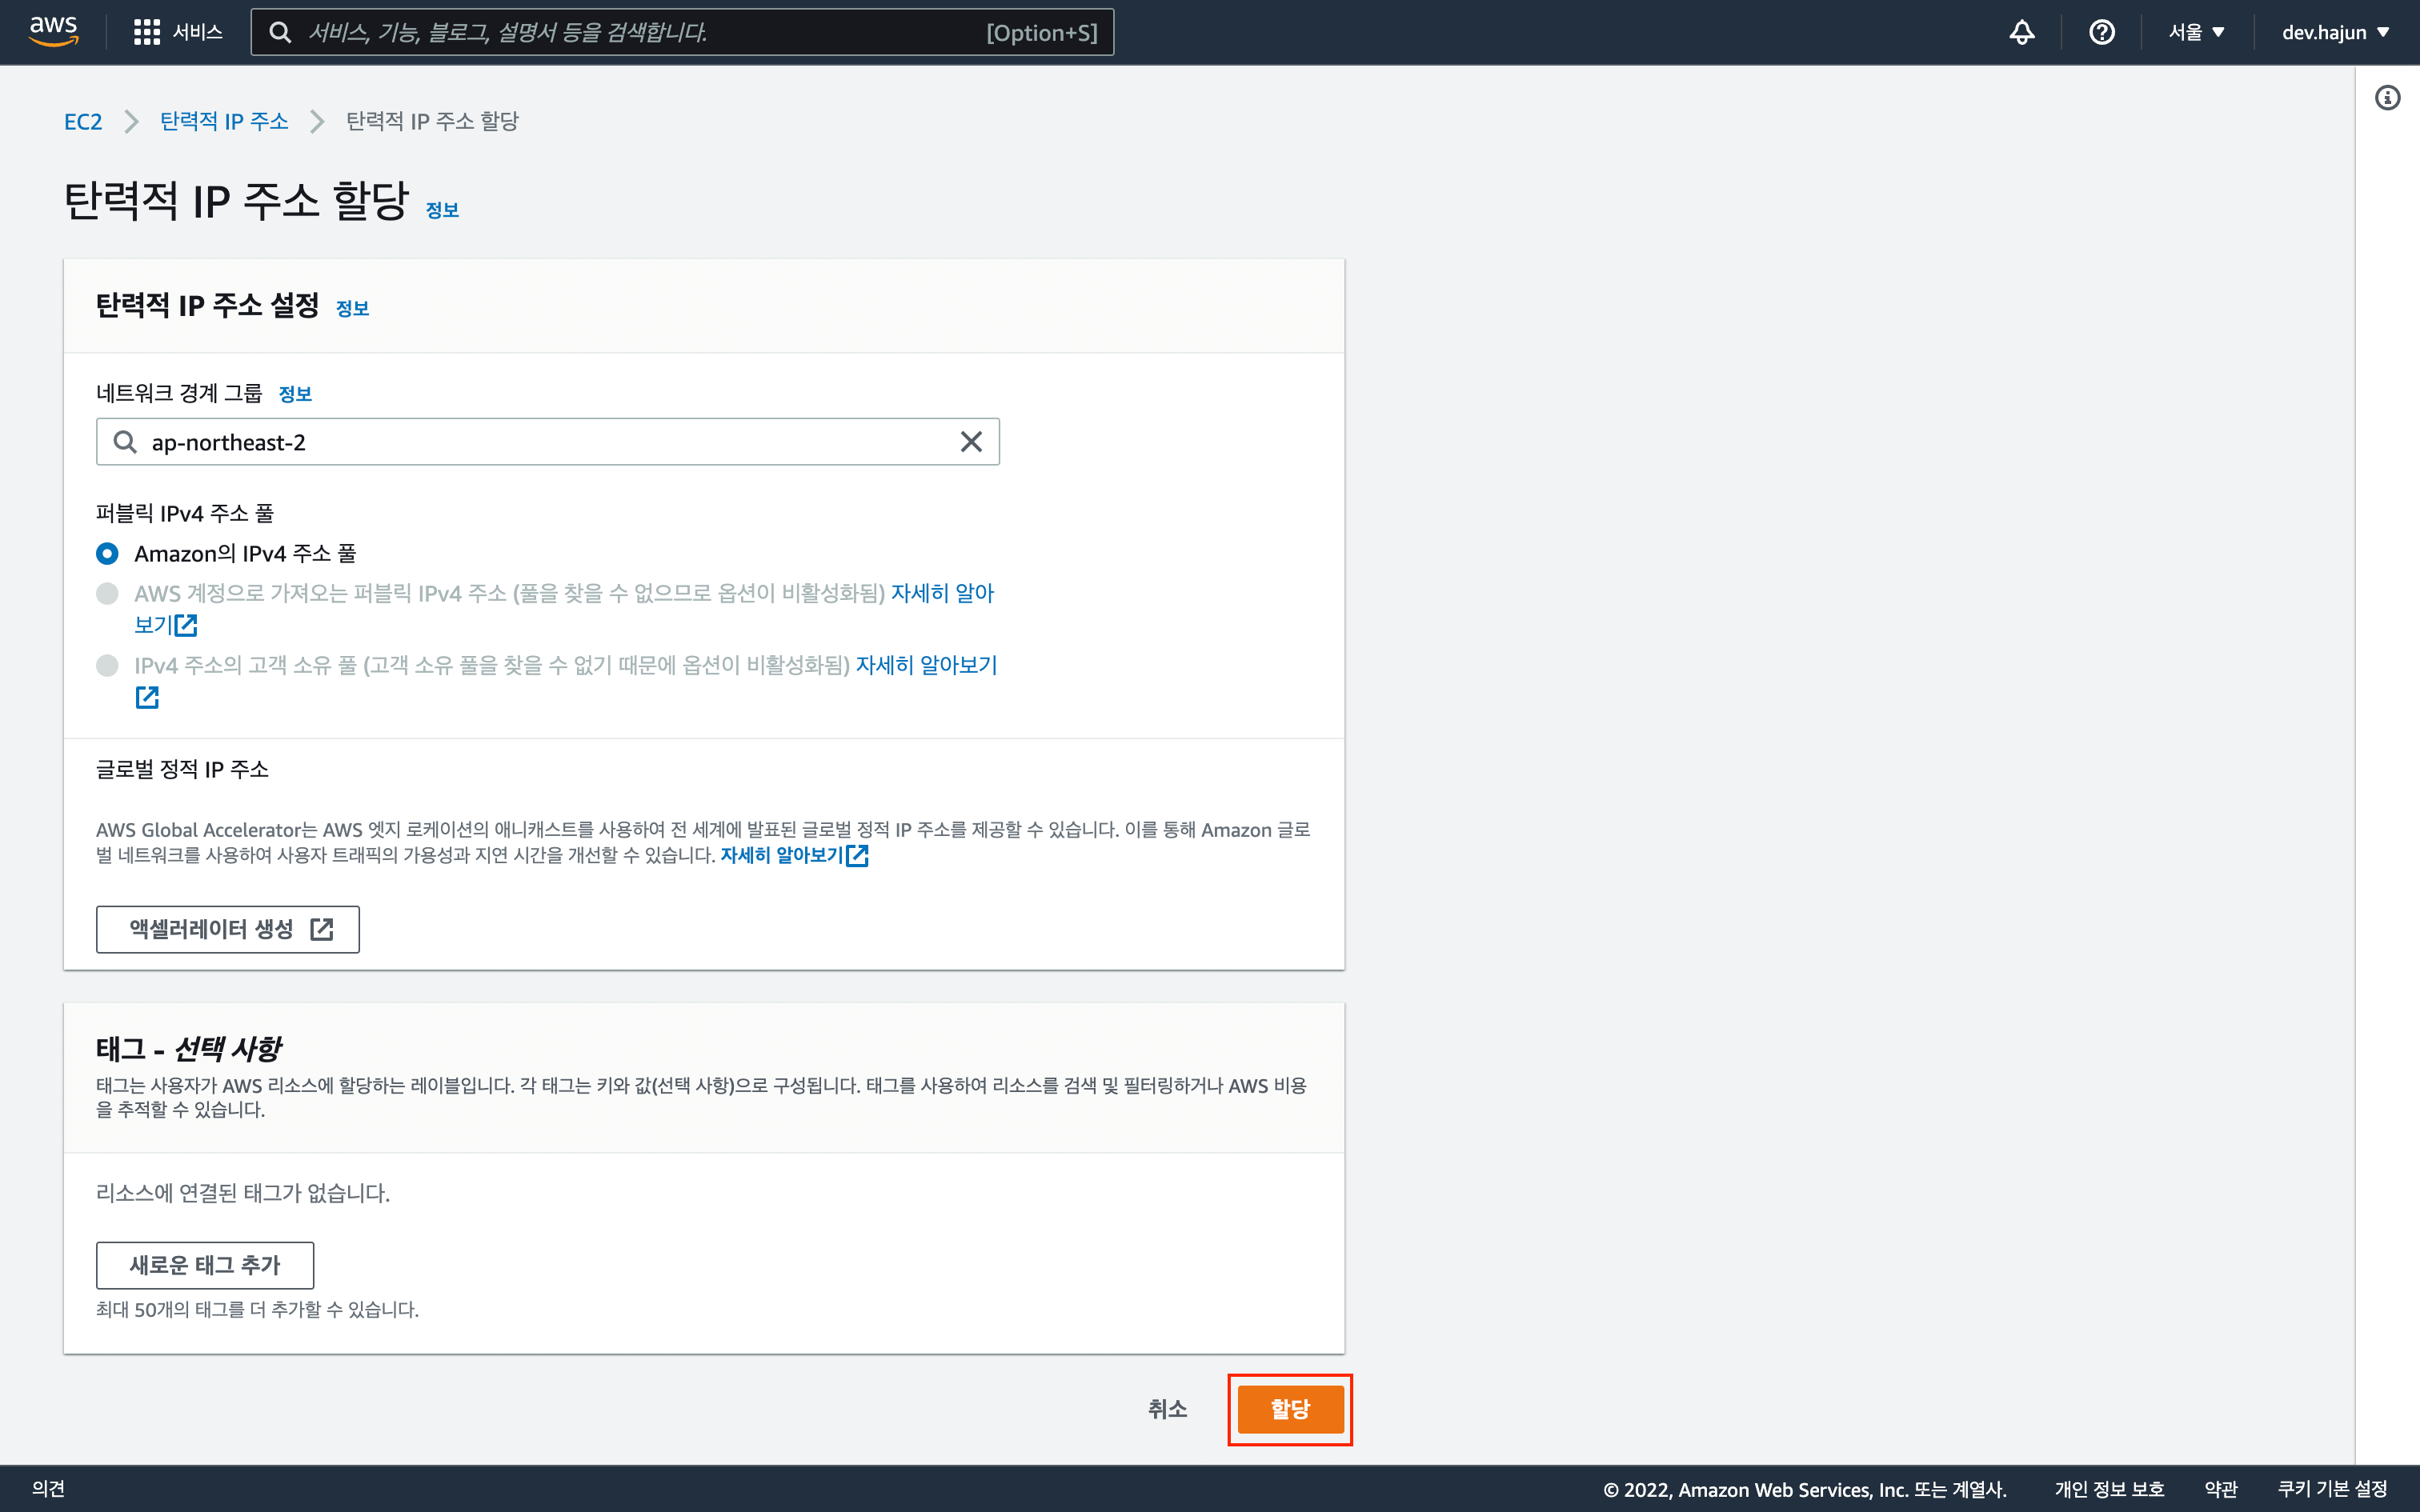 aws 서비스 서비스, 기능, 블로그, 설명서 등을 검색합니다. [Option+S] 서울 dev.hajun
EC2 탄력적 IP 주소 탄력적 IP 주소 할당
탄력적 IP 주소 할당 정보
탄력적 IP 주소 설정 정보
네트워크 경계 그룹 정보
ap-northeast-2
퍼블릭 IPv4 주소 풀
Amazon의 IPv4 주소 풀
AWS 계정으로 가져오는 퍼블릭 IPv4 주소 (풀을 찾을 수 없으므로 옵션이 비활성화됨) 자세히 알아
보기
IPv4 주소의 고객 소유 풀 (고객 소유 풀을 찾을 수 없기 때문에 옵션이 비활성화됨) 자세히 알아보기
글로벌 정적 IP 주소
AWS Global Accelerator는 AWS 엣지 로케이션의 애니캐스트를 사용하여 전 세계에 발표된 글로벌 정적 IP 주소를 제공할 수 있습니다. 이를 통해 Amazon 글로
벌 네트워크를 사용하여 사용자 트래픽의 가용성과 지연 시간을 개선할 수 있습니다. 자세히 알아보기
액셀러레이터 생성
태그 - 선택 사항
태그는 사용자가 AWS 리소스에 할당하는 레이블입니다. 각 태그는 키와 값(선택 사항)으로 구성됩니다. 태그를 사용하여 리소스를 검색 및 필터링하거나 AWS 비용
을 추적할 수 있습니다.
리소스에 연결된 태그가 없습니다.
새로운 태그 추가
최대 50개의 태그를 더 추가할 수 있습니다.
취소 할당
의견 © 2022, Amazon Web Services, Inc. 또는 계열사. 개인 정보 보호 약관 쿠키 기본 설정